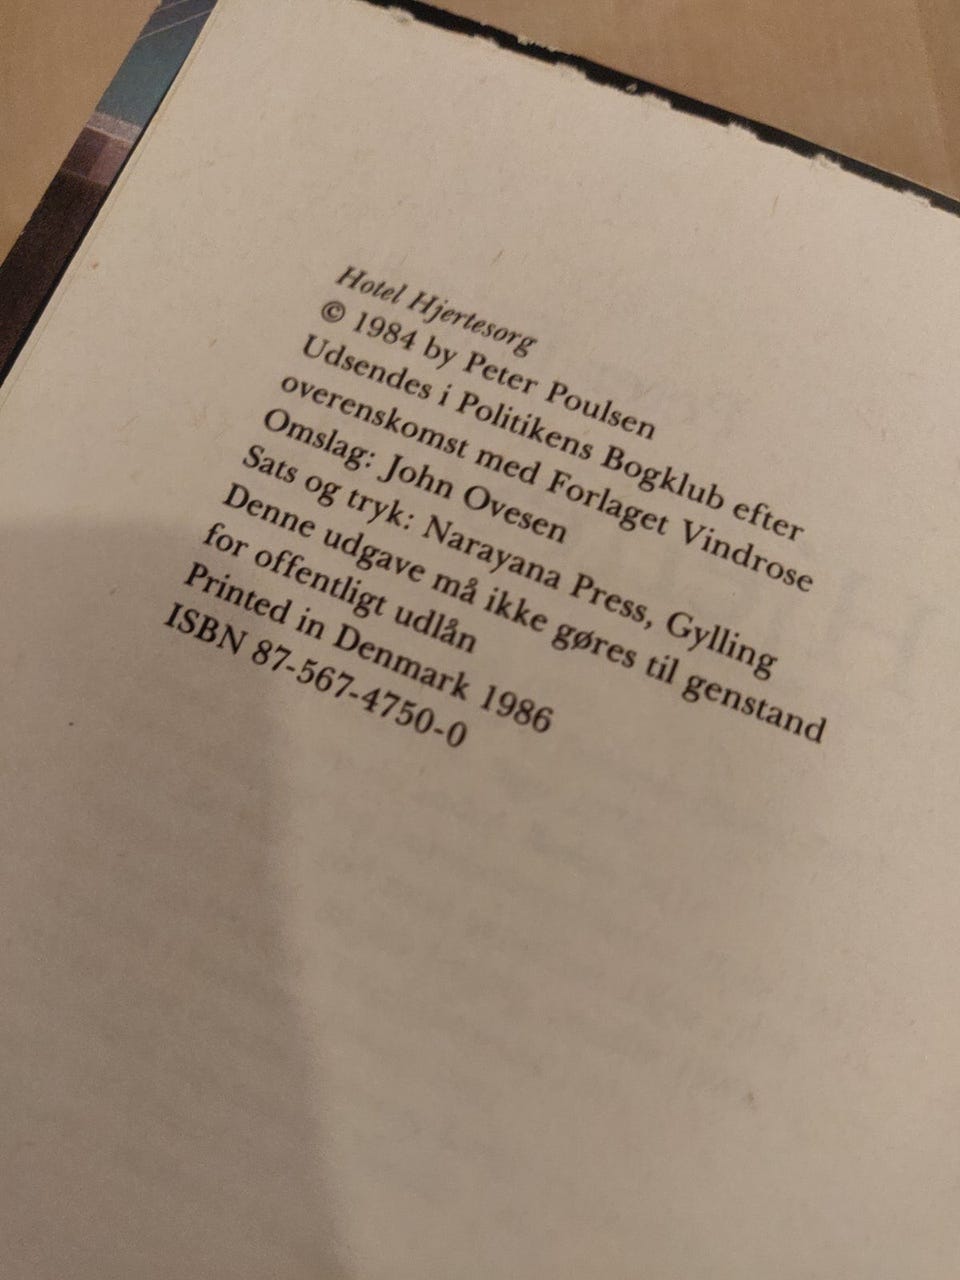 Hotel Hjertesorg
© 1984 by Peter Poulsen
Udsendes i Politikens Bogklub efter
overenskomst med Forlaget Vindrose
Omslag: John Ovesen
Sats og tryk: Narayana Press, Gylling
Denne udgave må ikke gøres til genstand
for offentligt udlån
Printed in Denmark 1986
ISBN 87-567-4750-0